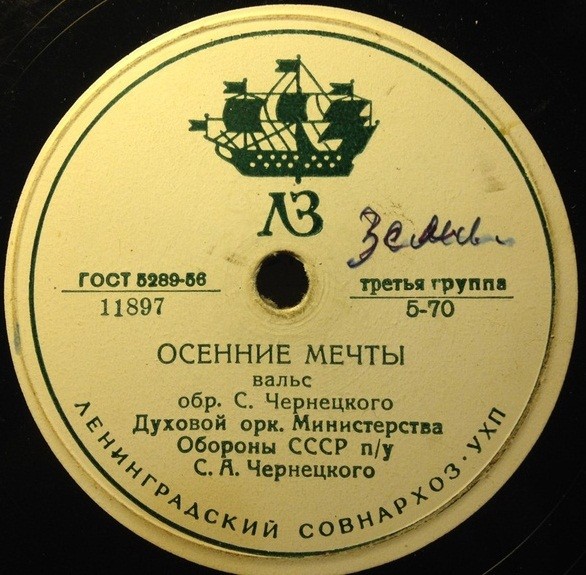 ЛЗ
ГОСТ 5289-56
11897
третья группа
5-70
ОСЕННИЕ МЕЧТЫ
вальс
обр. С. Чернецкого
Духовой орк. Министерства
Обороны СССР п/у
С. А. Чернецкого
ЛЕНИНГРАДСКИЙ СОВНАРХОЗ · УХП